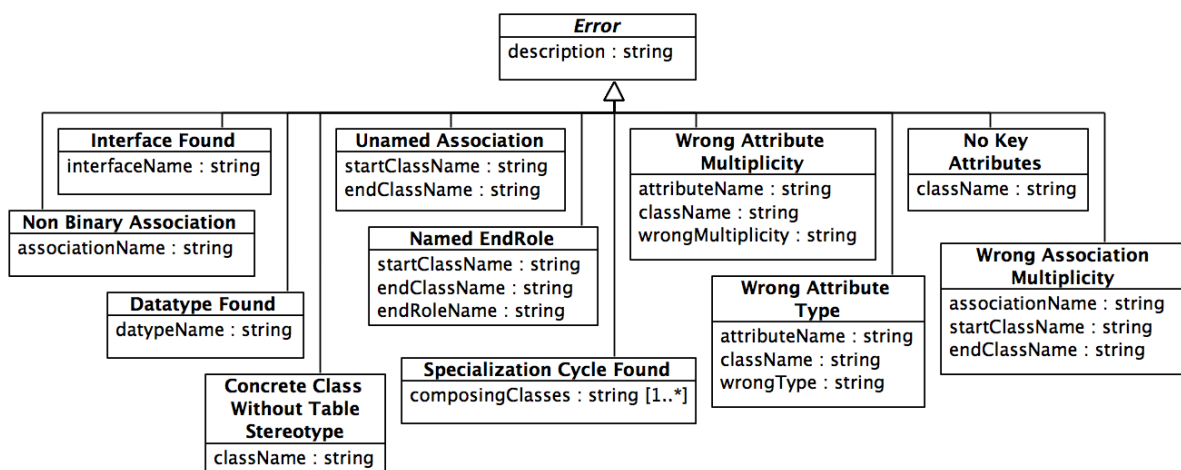 Error
description : string
Interface Found
interfaceName : string
Unamed Association
startClassName : string
endClassName : string
Wrong Attribute
Multiplicity
attributeName : string
className : string
wrongMultiplicity : string
No Key
Attributes
className : string
Non Binary Association
associationName : string
Named EndRole
startClassName : string
endClassName : string
endRoleName : string
Wrong Association
Multiplicity
associationName : string
startClassName : string
endClassName : string
Datatype Found
datypeName : string
Wrong Attribute
Type
attributeName : string
className : string
wrongType : string
Specialization Cycle Found
composingClasses : string [1..*]
Concrete Class
Without Table
Stereotype
className : string